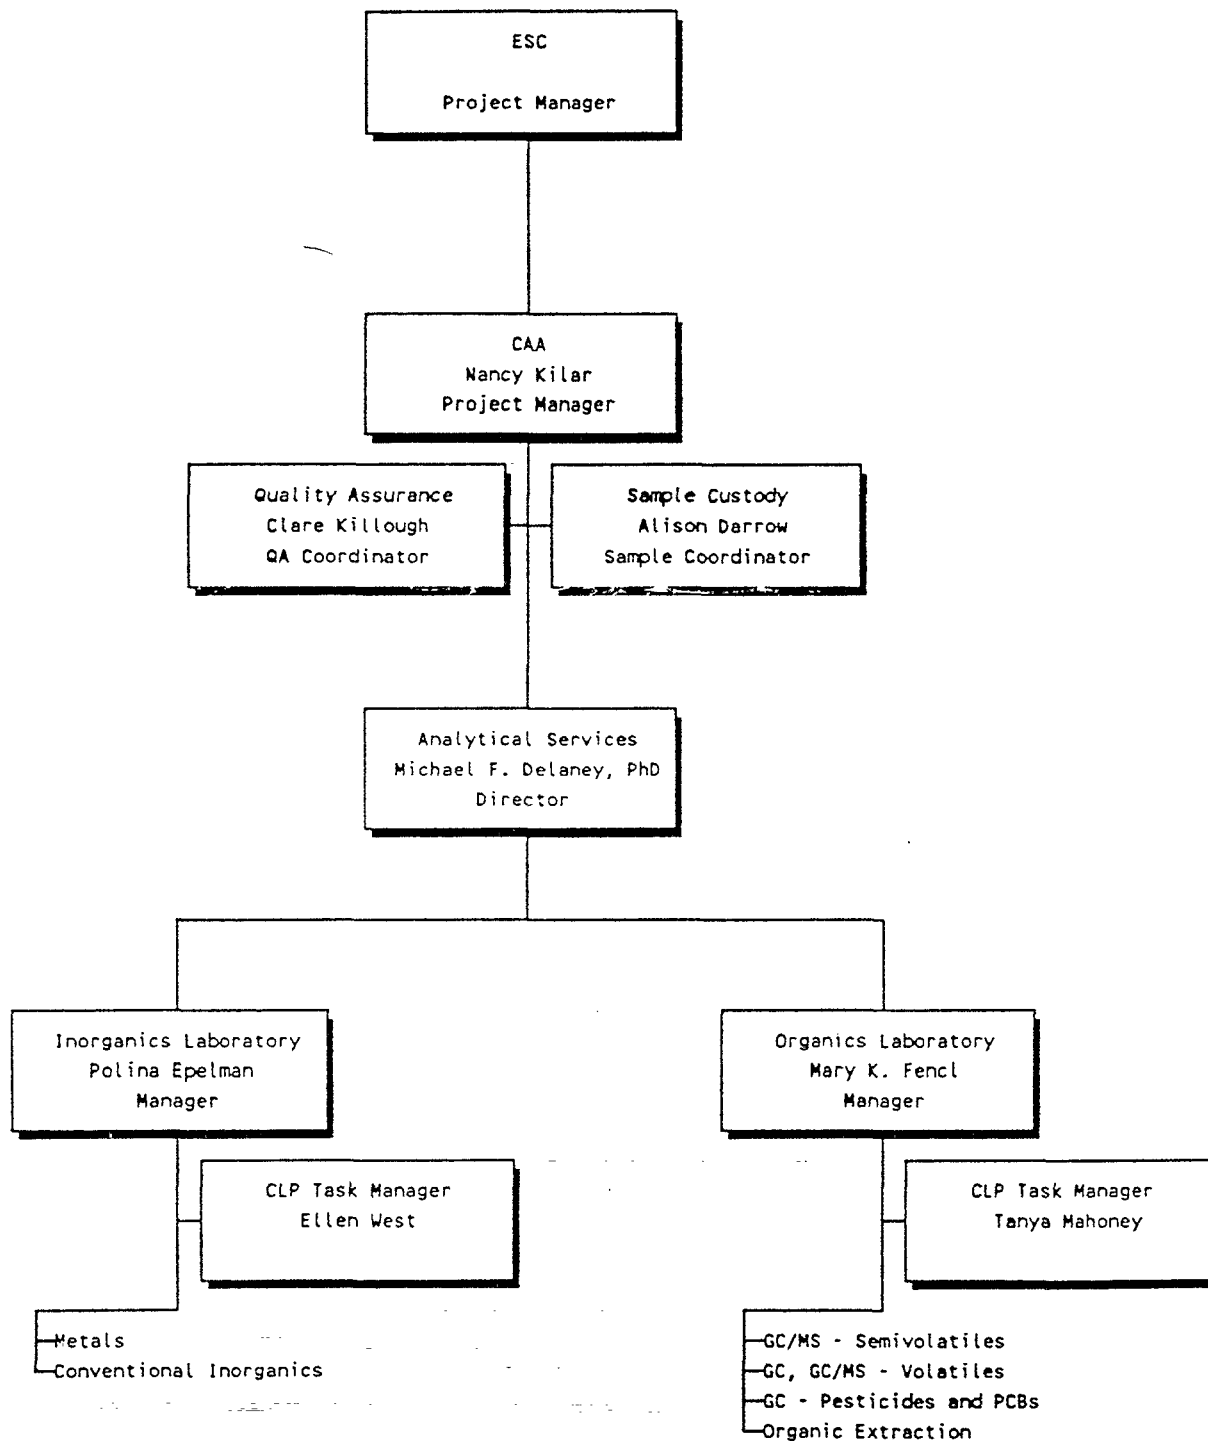 ESC
Project Manager
CAA
Nancy Kilar
Project Manager
Quality Assurance
Clare Killough
QA Coordinator
Sample Custody
Alison Darrow
Sample Coordinator
Analytical Services
Michael F. Delaney, PhD
Director
Inorganics Laboratory
Polina Epelman
Manager
Organics Laboratory
Mary K. Fencl
Manager
CLP Task Manager
Ellen West
CLP Task Manager
Tanya Mahoney
Metals
Conventional Inorganics
GC/MS - Semivolatiles
GC, GC/MS - Volatiles
GC - Pesticides and PCBs
Organic Extraction